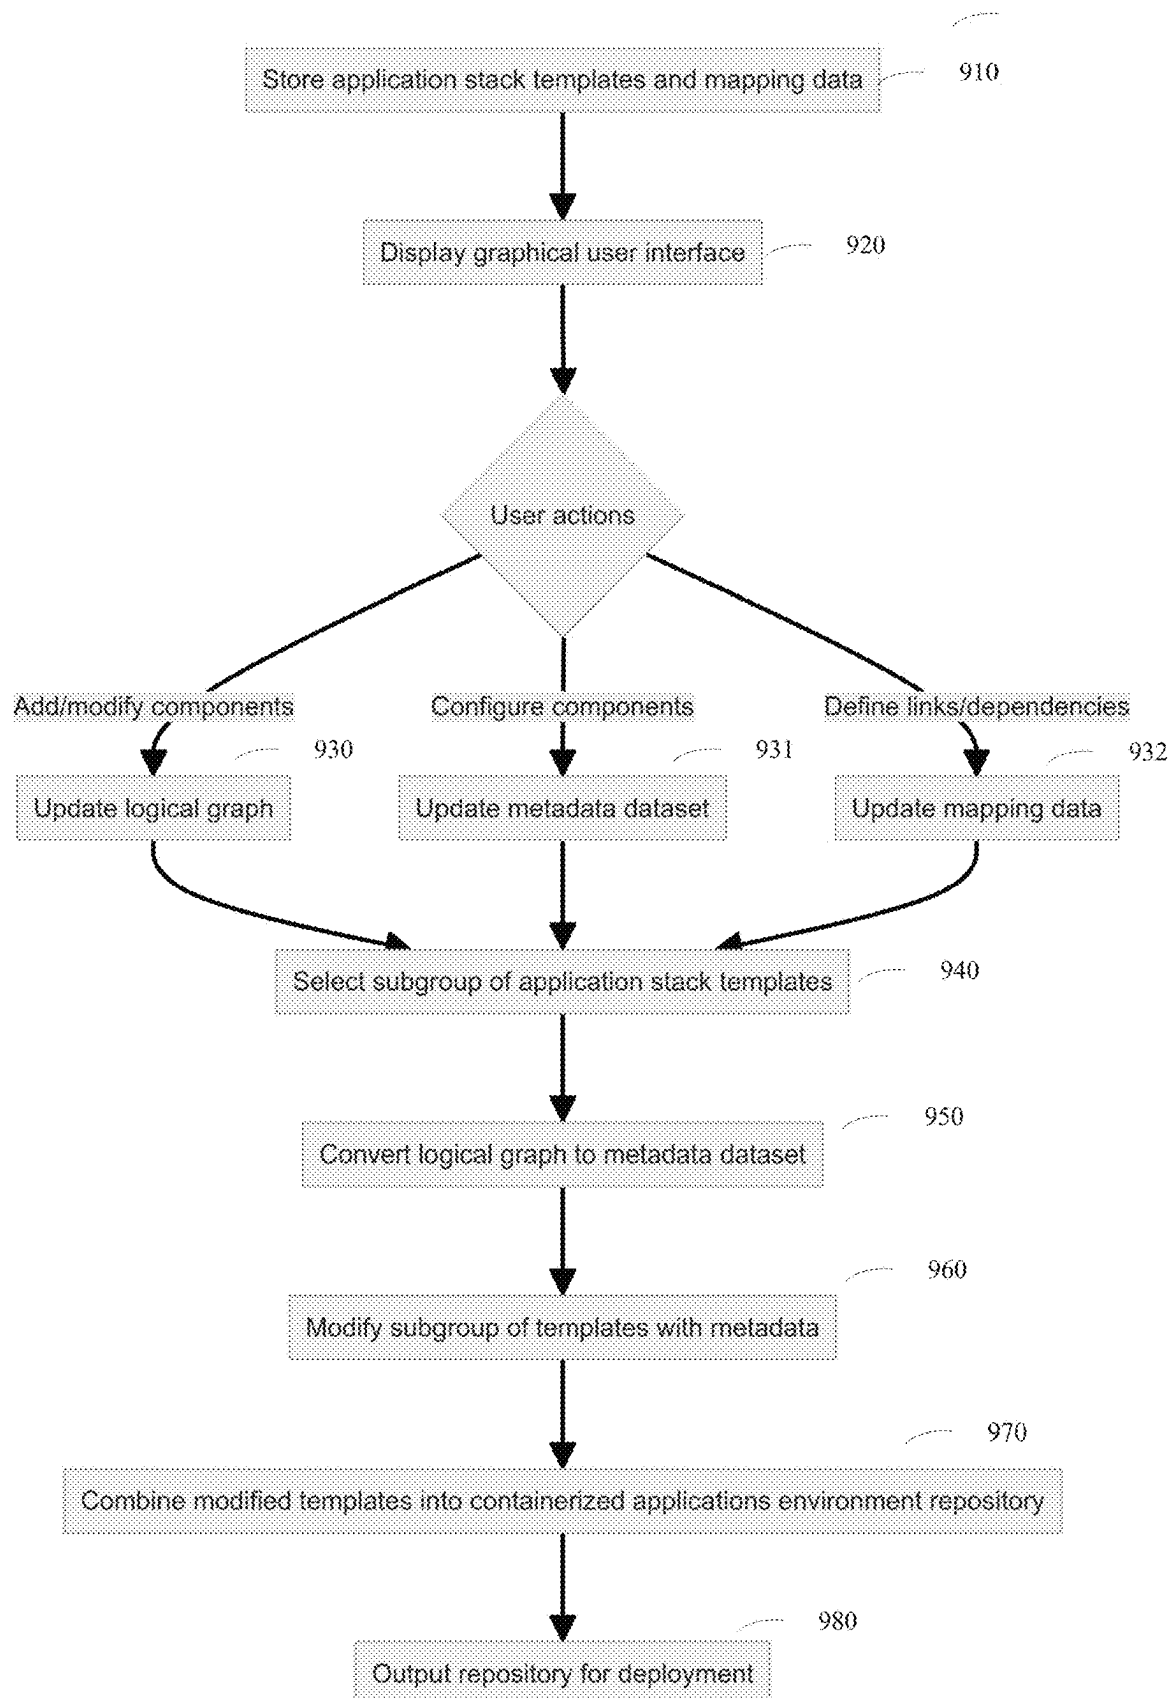 Store application stack templates and mapping data
910
Display graphical user interface
920
User actions
Add/modify components
Configure components
Define links/dependencies
930
931
932
Update logical graph
Update metadata dataset
Update mapping data
Select subgroup of application stack templates
940
Convert logical graph to metadata dataset
950
Modify subgroup of templates with metadata
960
Combine modified templates into containerized applications environment repository
970
Output repository for deployment
980